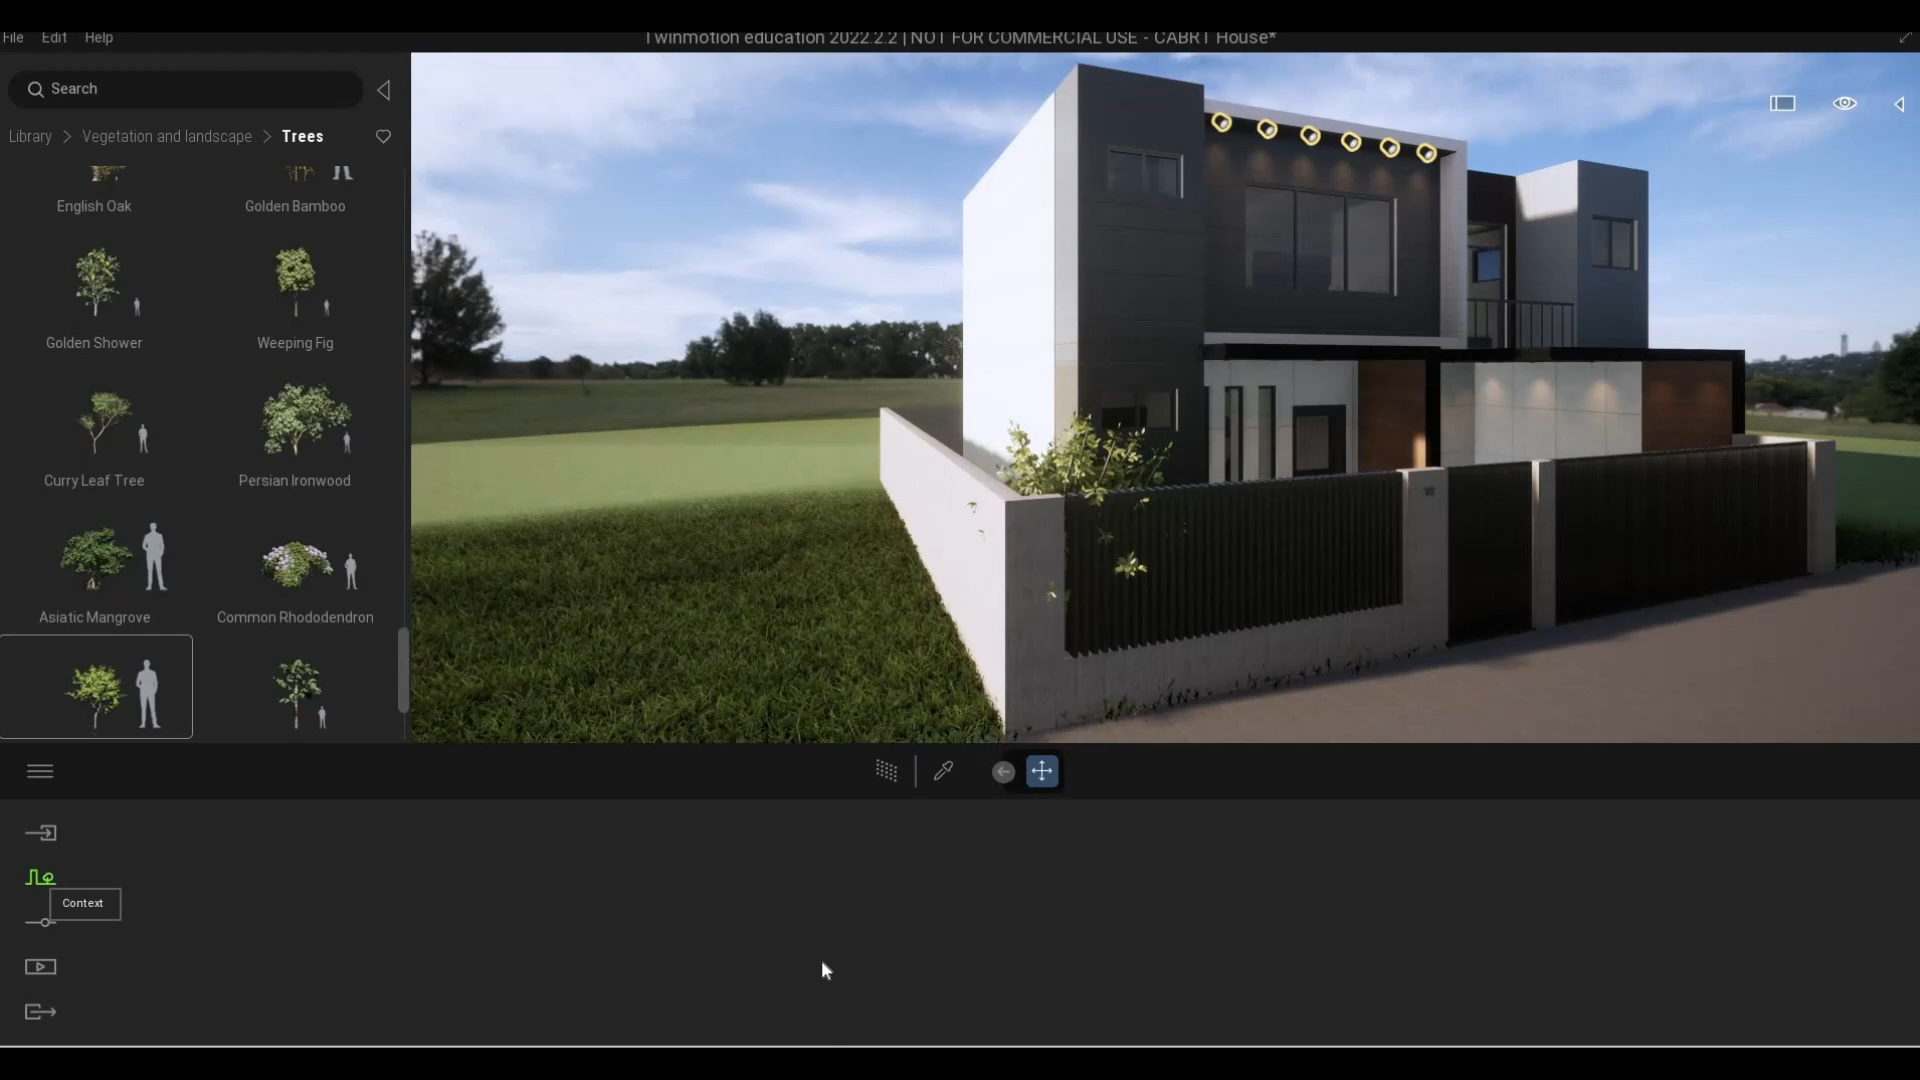 File Edit Help
Twinmotion education 2022.2.2 | NOT FOR COMMERCIAL USE - CABRT House*
Search
Library > Vegetation and landscape > Trees
English Oak
Golden Bamboo
Golden Shower
Weeping Fig
Curry Leaf Tree
Persian Ironwood
Asiatic Mangrove
Common Rhododendron
Context